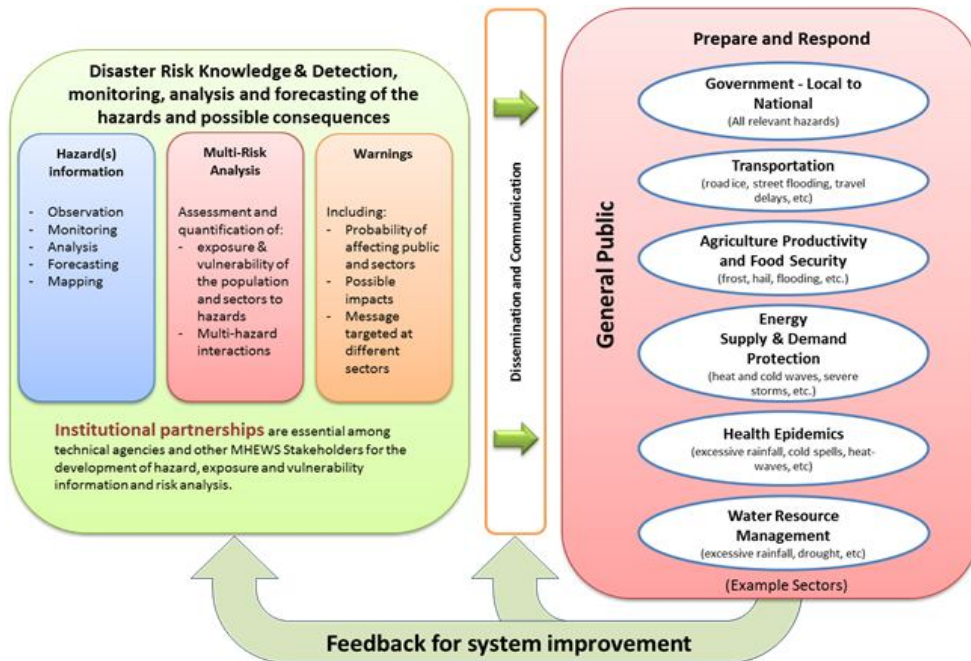 Disaster Risk Knowledge & Detection,
monitoring, analysis and forecasting of the
hazards and possible consequences
Hazard(s)
information
- Observation
- Monitoring
- Analysis
- Forecasting
- Mapping
Multi-Risk
Analysis
Assessment and
quantification of:
- exposure &
vulnerability of
the population
and sectors to
hazards
- Multi-hazard
interactions
Warnings
Including:
- Probability of
affecting public
and sectors
- Possible
impacts
- Message
targeted at
different
sectors
Institutional partnerships are essential among
technical agencies and other MHEWS Stakeholders for the
development of hazard, exposure and vulnerability
information and risk analysis.
Dissemination and Communication
Prepare and Respond
General Public
Government - Local to
National
(All relevant hazards)
Transportation
(road ice, street flooding, travel
delays, etc)
Agriculture Productivity
and Food Security
(frost, hail, flooding, etc.)
Energy
Supply & Demand
Protection
(heat and cold waves, severe
storms, etc.)
Health Epidemics
(excessive rainfall, cold spells, heat-
waves, etc)
Water Resource
Management
(excessive rainfall, drought, etc)
(Example Sectors)
Feedback for system improvement